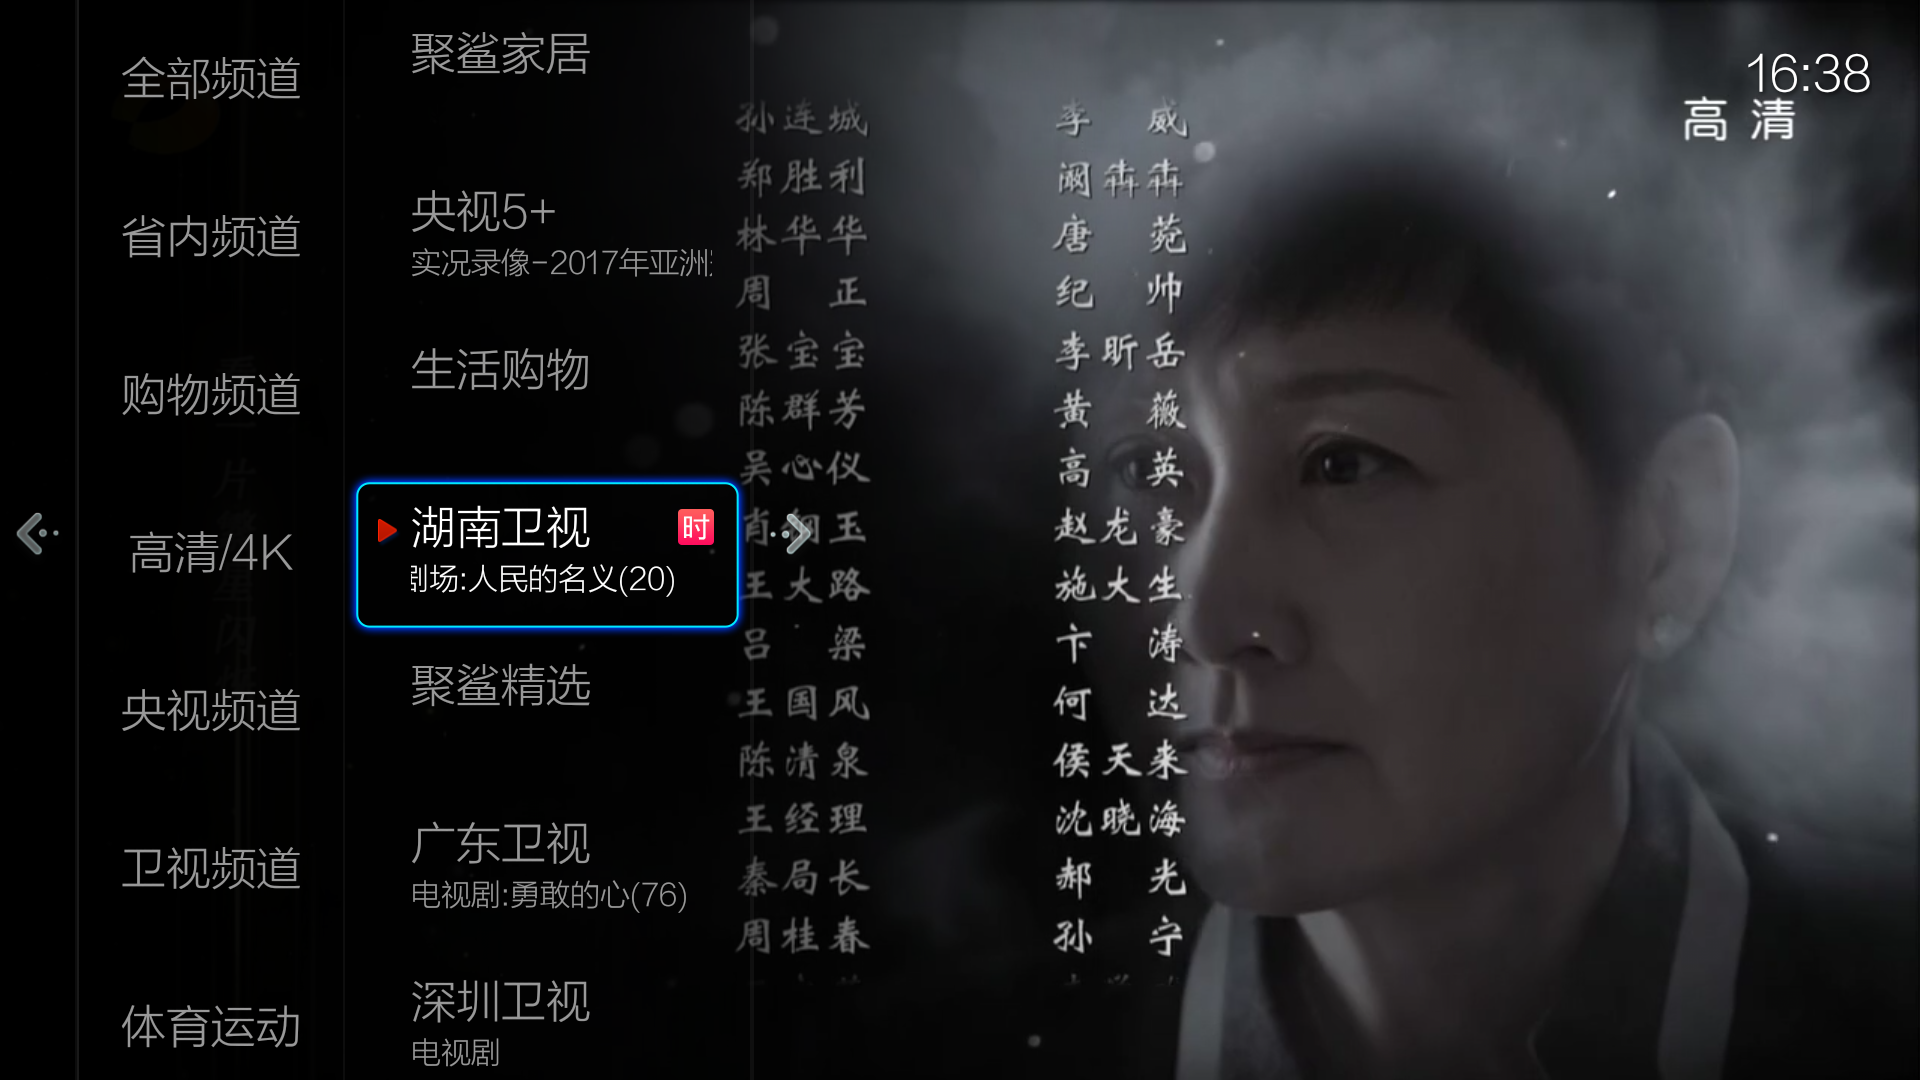 全部频道
省内频道
购物频道
高清/4K
央视频道
卫视频道
体育运动
聚鲨家居
央视5+
实况录像-2017年亚洲
生活购物
湖南卫视 时
剧场:人民的名义(20)
聚鲨精选
广东卫视
电视剧:勇敢的心(76)
深圳卫视
电视剧
16:38
高清
孙连城 李威
郑胜利 阚犇犇
林华华 唐菀
周正 纪帅
张宝宝 李昕岳
陈群芳 黄薇
吴心仪 高英
肖钢玉 赵龙豪
王大路 施大生
吕梁 卞涛
王国风 何达
陈清泉 侯天来
王经理 沈晓海
秦局长 郝光
周桂春 孙宁